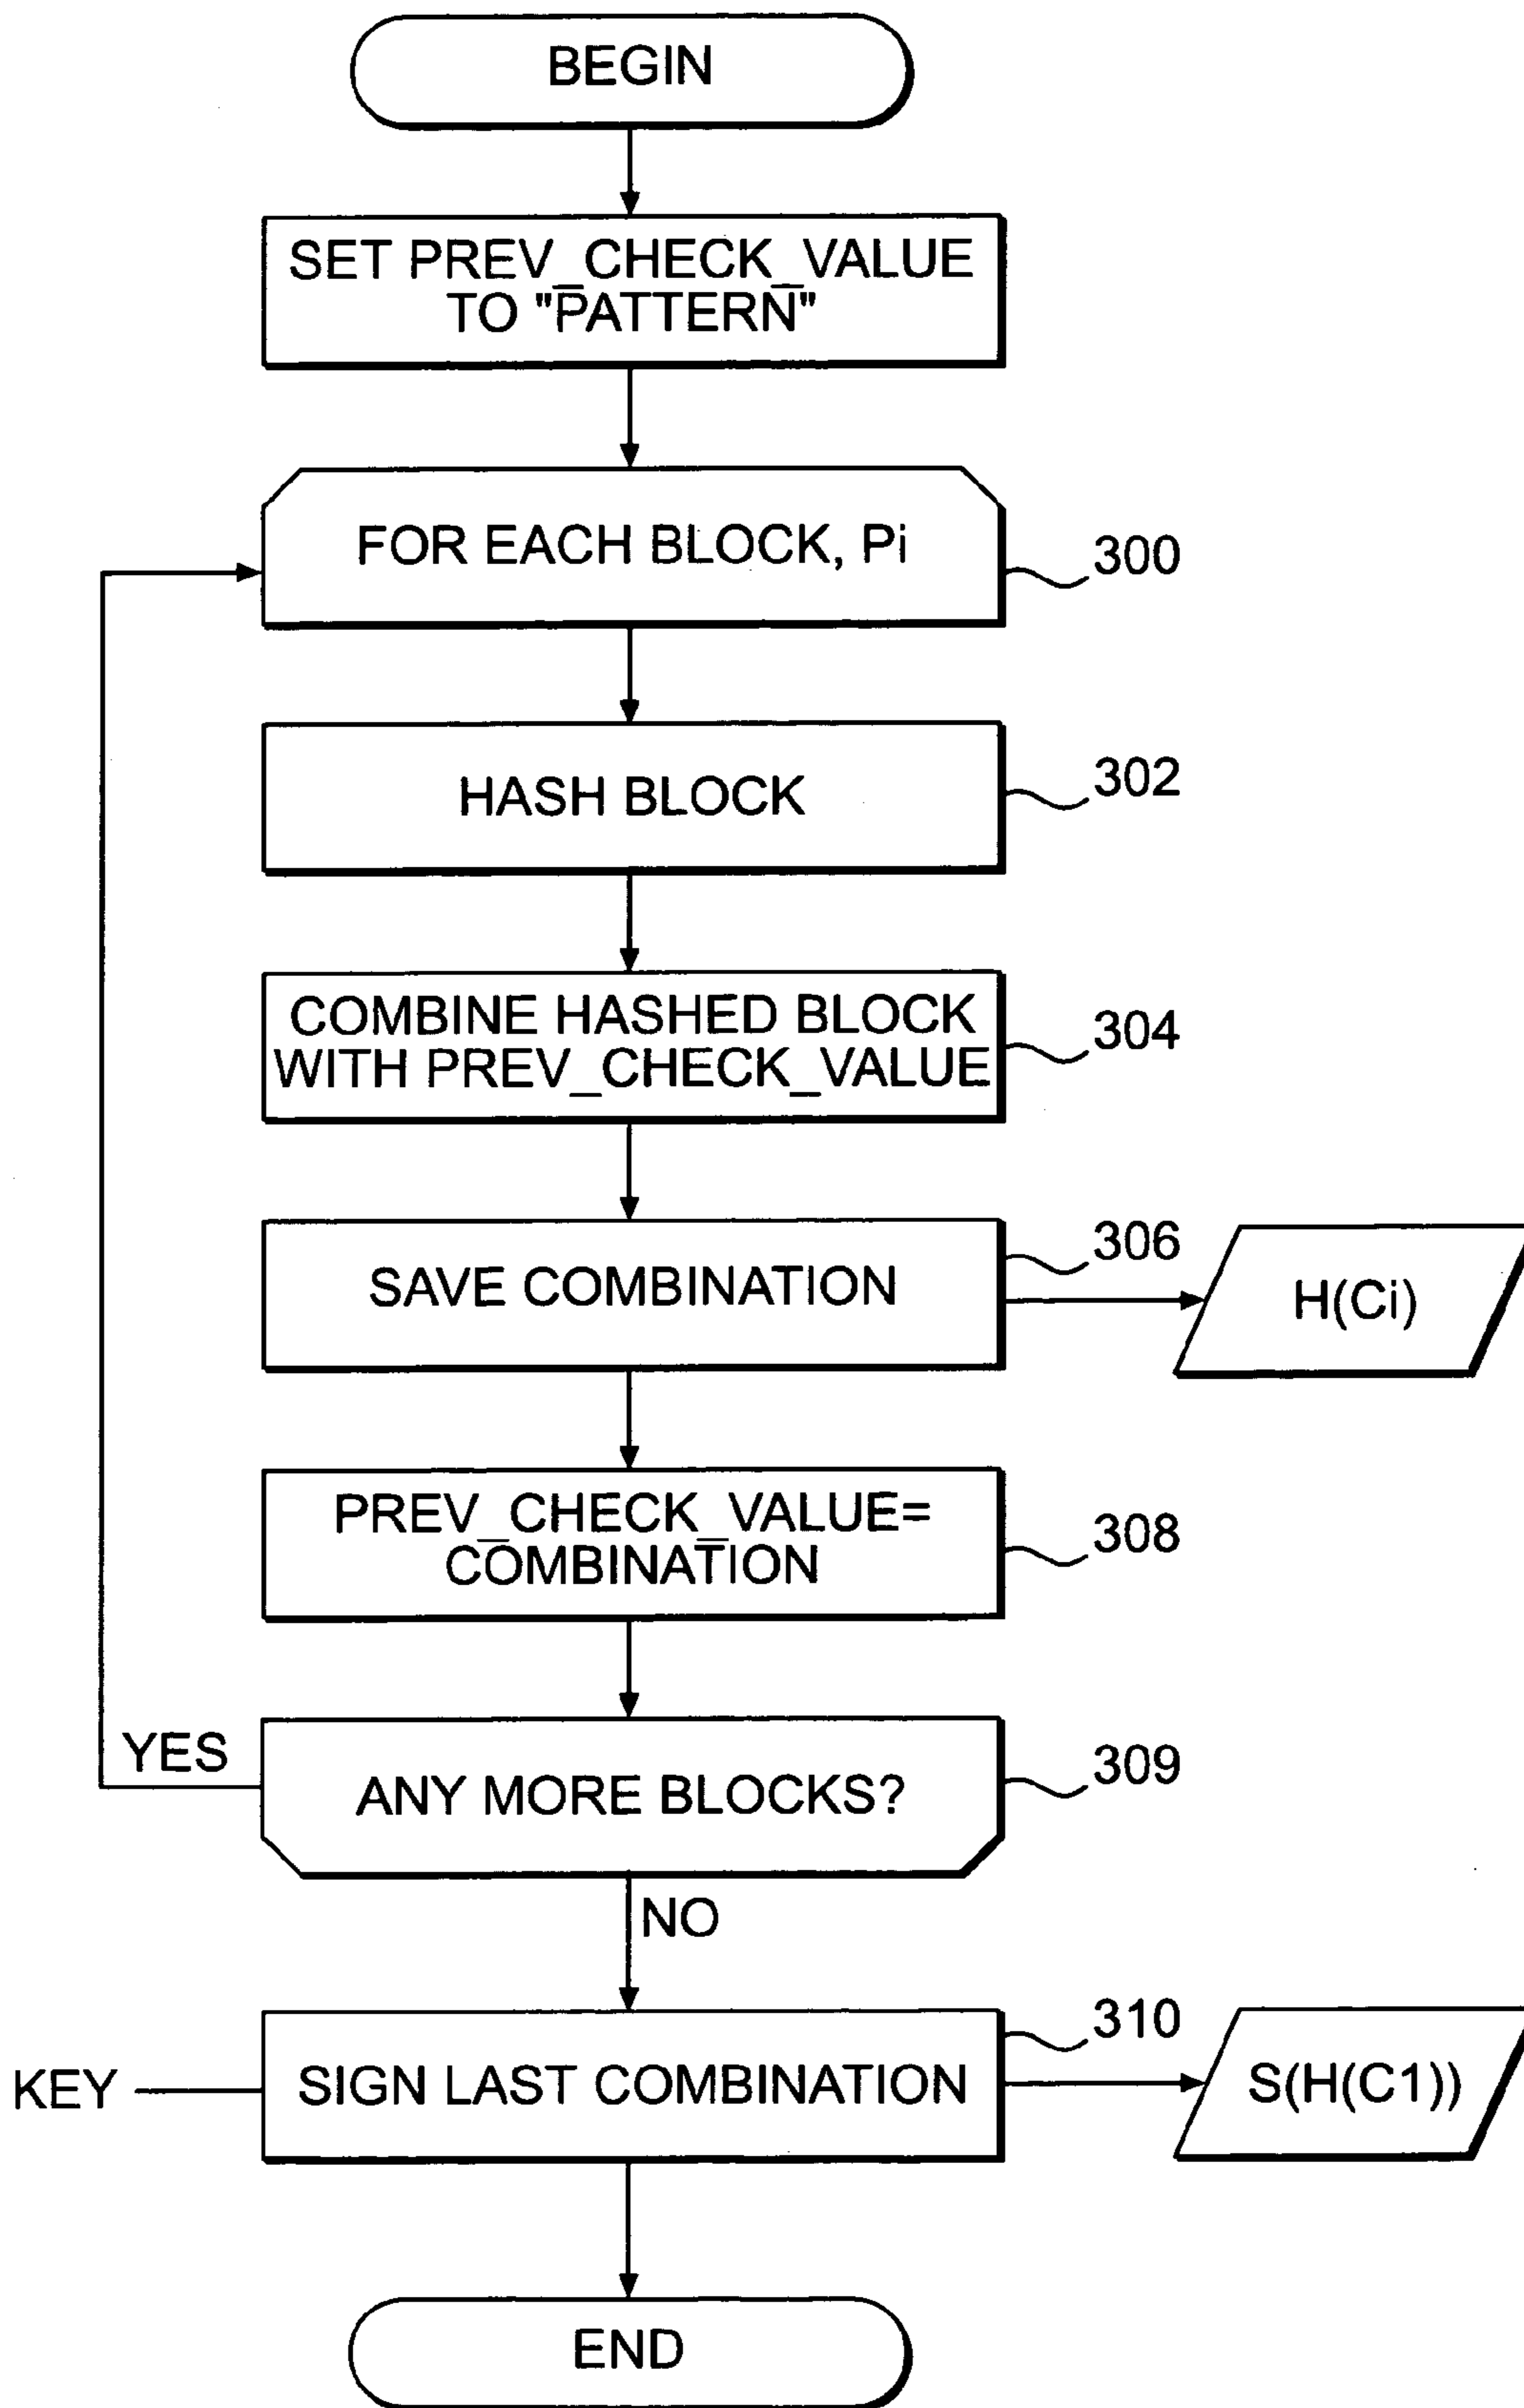 BEGIN
SET PREV_CHECK_VALUE
TO "PATTERN"
FOR EACH BLOCK, Pi
300
HASH BLOCK
302
COMBINE HASHED BLOCK
WITH PREV_CHECK_VALUE
304
SAVE COMBINATION
306
H(Ci)
PREV_CHECK_VALUE=
COMBINATION
308
YES
ANY MORE BLOCKS?
309
NO
KEY
SIGN LAST COMBINATION
310
S(H(C1))
END